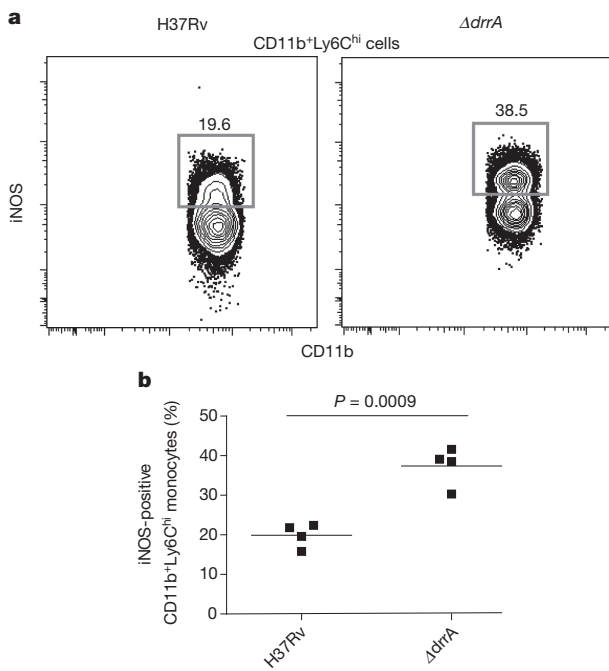 a
H37Rv
ΔdrrA
CD11b⁺Ly6Cʰⁱ cells
19.6
38.5
iNOS
CD11b
b
P = 0.0009
iNOS-positive
CD11b⁺Ly6Cʰⁱ monocytes (%)
50
40
30
20
10
0
H37Rv
ΔdrrA